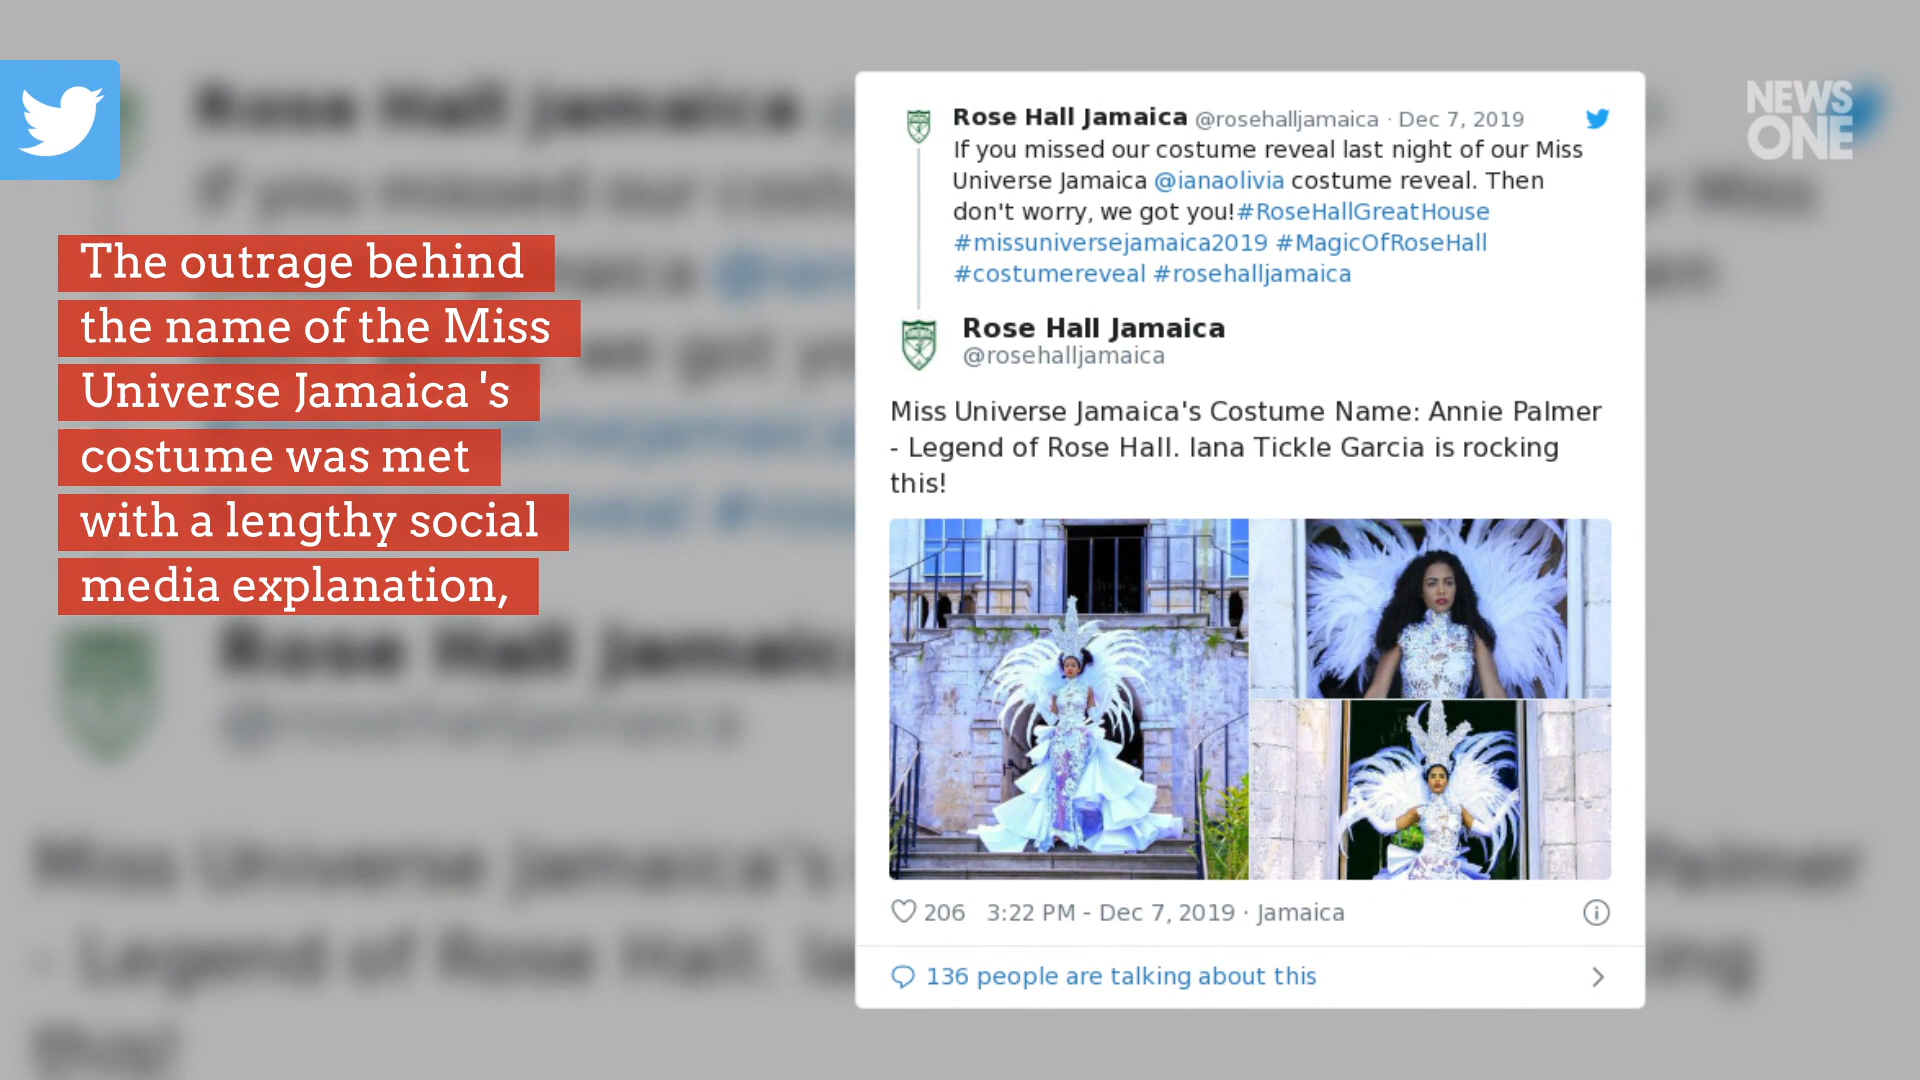 The outrage behind
the name of the Miss
Universe Jamaica 's
costume was met
with a lengthy social
media explanation,
Rose Hall Jamaica @rosehalljamaica · Dec 7, 2019
If you missed our costume reveal last night of our Miss
Universe Jamaica @ianaolivia costume reveal. Then
don't worry, we got you!#RoseHallGreatHouse
#missuniversejamaica2019 #MagicOfRoseHall
#costumereveal #rosehalljamaica
Rose Hall Jamaica
@rosehalljamaica
Miss Universe Jamaica's Costume Name: Annie Palmer
- Legend of Rose Hall. Iana Tickle Garcia is rocking
this!
206 3:22 PM - Dec 7, 2019 · Jamaica
136 people are talking about this
NEWS
ONE